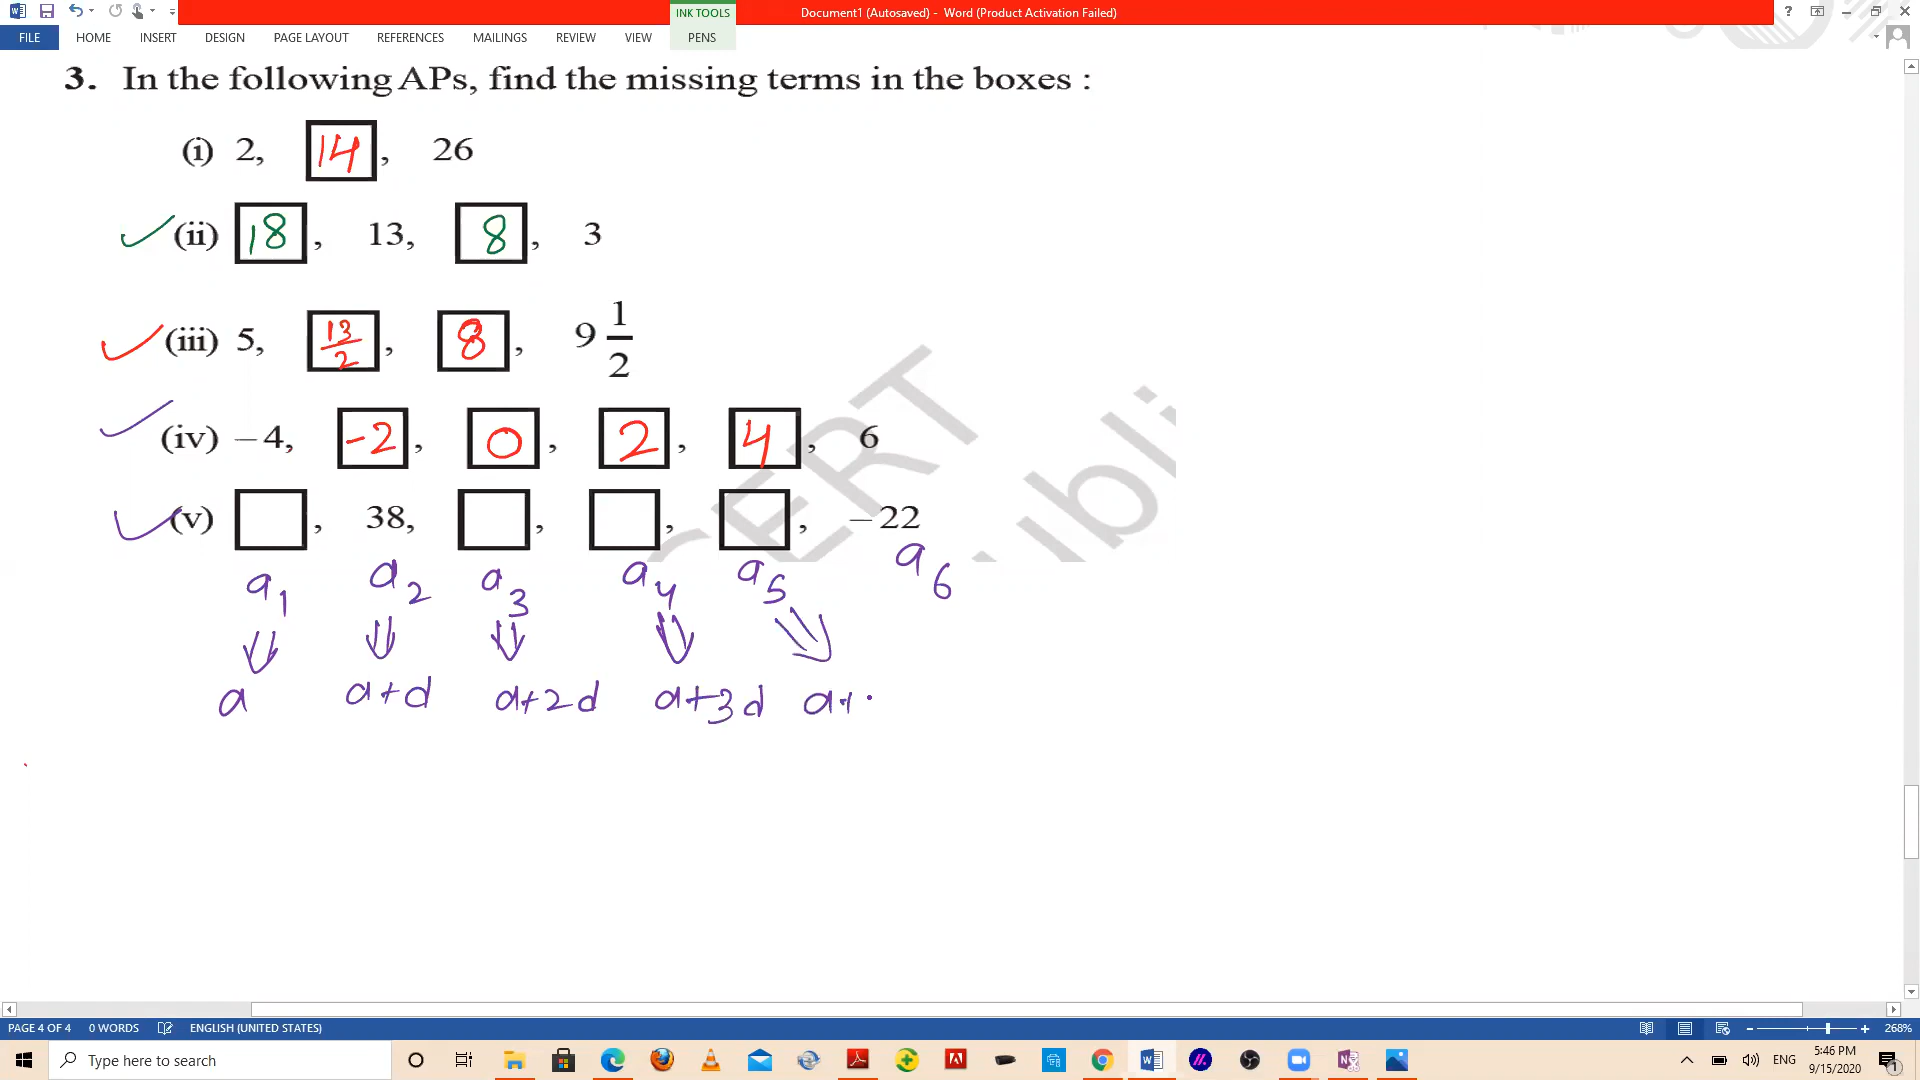 INK TOOLS
Document1 (Autosaved) - Word (Product Activation Failed)
FILE HOME INSERT DESIGN PAGE LAYOUT REFERENCES MAILINGS REVIEW VIEW PENS
3. In the following APs, find the missing terms in the boxes :
(i) 2, 14, 26
(ii) 18, 13, 8, 3
(iii) 5, 13/2, 8, 9 1/2
(iv) –4, -2, 0, 2, 4, 6
(v) , 38, , , , –22
a1 a2 a3 a4 a5 a6
a a+d a+2d a+3d a+
PAGE 4 OF 4 0 WORDS ENGLISH (UNITED STATES) 268%
Type here to search
ENG
5:46 PM
9/15/2020